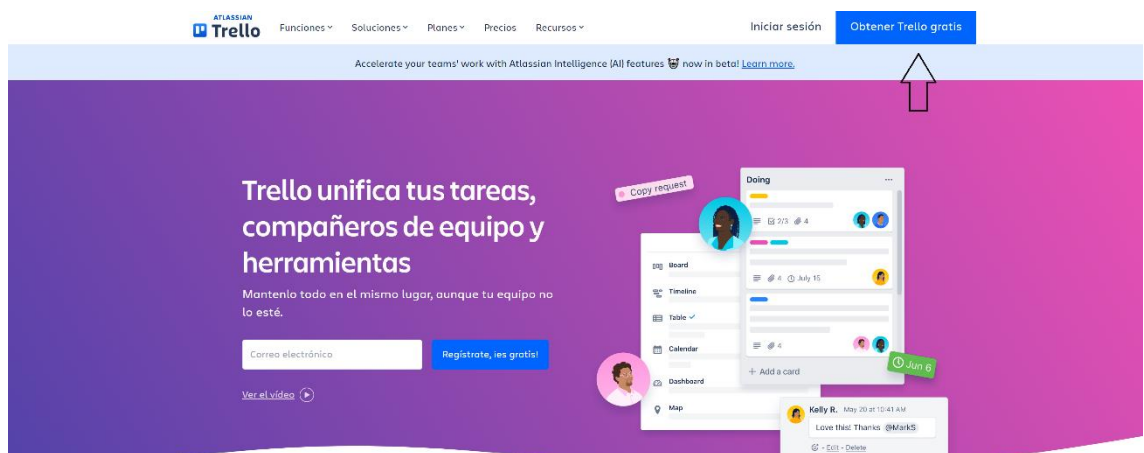 ATLASSIAN
Trello
Funciones
Soluciones
Planes
Precios
Recursos
Iniciar sesión
Obtener Trello gratis
Accelerate your teams' work with Atlassian Intelligence (AI) features 🤖 now in beta! Learn more.
Trello unifica tus tareas,
compañeros de equipo y
herramientas
Mantenlo todo en el mismo lugar, aunque tu equipo no
lo esté.
Correo electrónico
Regístrate, ¡es gratis!
Ver el vídeo
Copy request
Doing
2/3 4
4 July 15
4
+ Add a card
Board
Timeline
Table
Calendar
Dashboard
Map
Jun 6
Kelly R. May 20 at 10:41 AM
Love this! Thanks @MarkS
- Edit - Delete